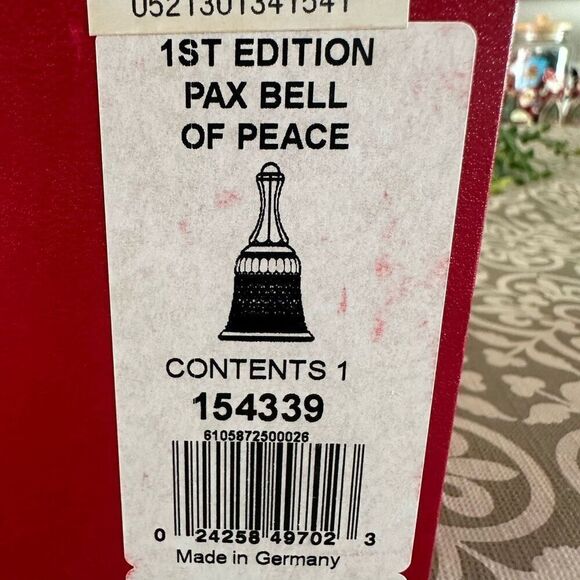 0521301341541
1ST EDITION
PAX BELL
OF PEACE
CONTENTS 1
154339
6105872500026
0 24258 49702 3
Made in Germany